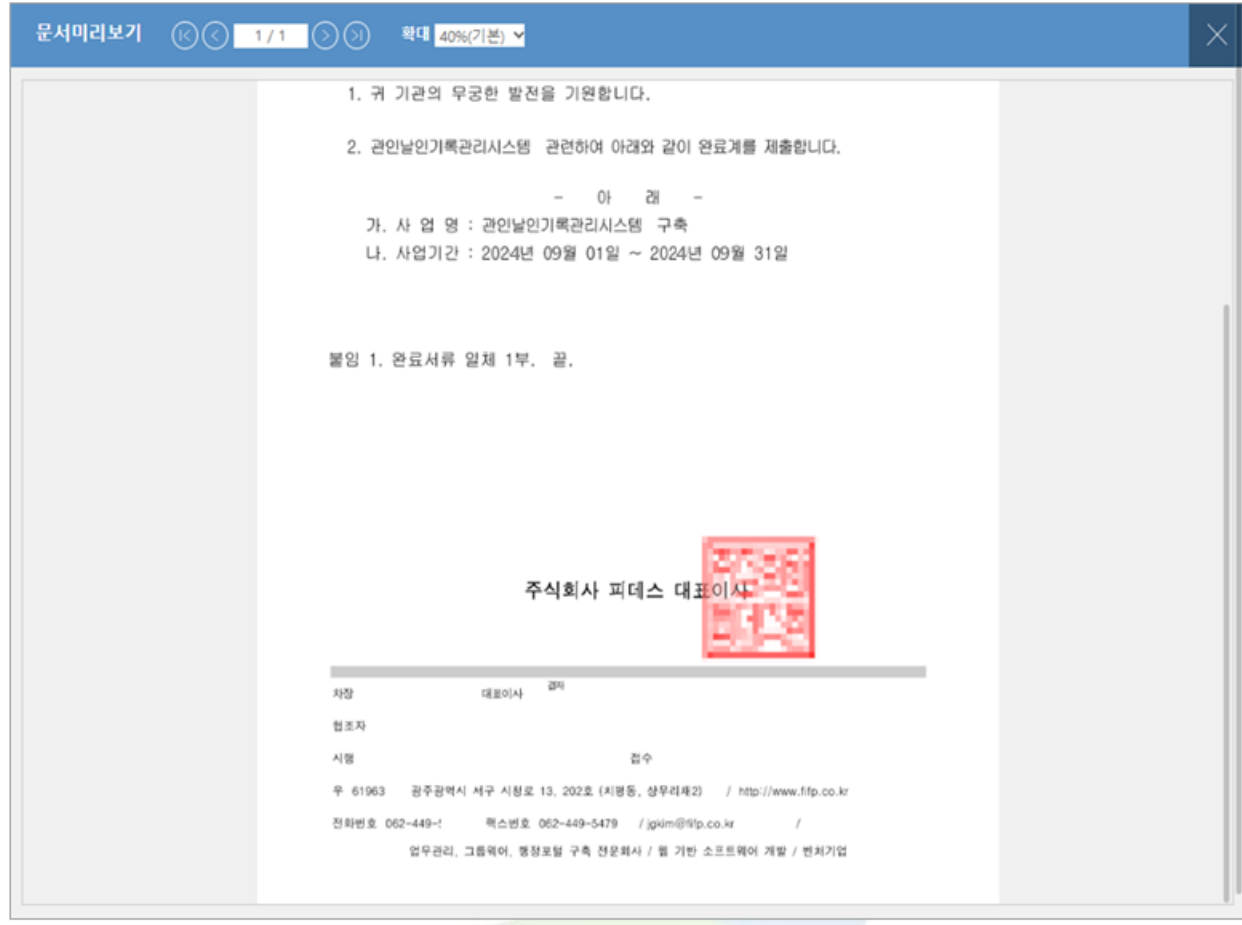 문서미리보기 1 / 1 확대 40%(기본)
1. 귀 기관의 무궁한 발전을 기원합니다.
2. 관인날인기록관리시스템 관련하여 아래와 같이 완료계를 제출합니다.
- 아 래 -
가. 사 업 명 : 관인날인기록관리시스템 구축
나. 사업기간 : 2024년 09월 01일 ~ 2024년 09월 31일
붙임 1. 완료서류 일체 1부. 끝.
주식회사 피데스 대표이사
차장 대표이사 결재
협조자
시행 접수
우 61963 광주광역시 서구 시청로 13, 202호 (치평동, 상무리채2) / http://www.fifp.co.kr
전화번호 062-449- 팩스번호 062-449-5479 / jgkim@fifp.co.kr /
업무관리, 그룹웨어, 행정포털 구축 전문회사 / 웹 기반 소프트웨어 개발 / 벤처기업